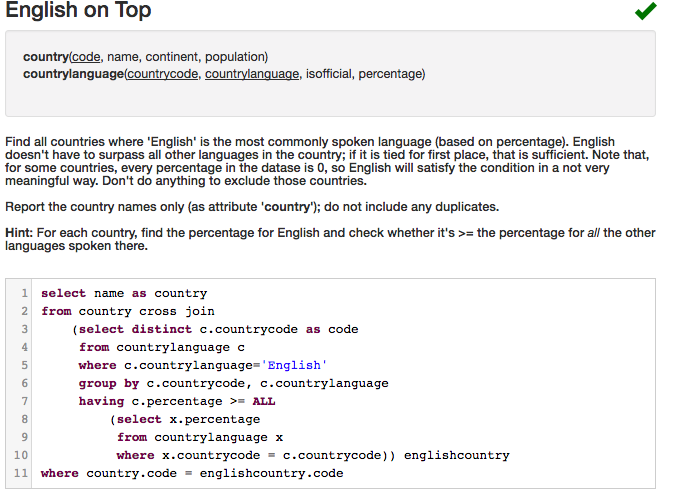 English on Top
country(code, name, continent, population)
countrylanguage(countrycode, countrylanguage, isofficial, percentage)
Find all countries where 'English' is the most commonly spoken language (based on percentage). English
doesn't have to surpass all other languages in the country; if it is tied for first place, that is sufficient. Note that,
for some countries, every percentage in the datase is 0, so English will satisfy the condition in a not very
meaningful way. Don't do anything to exclude those countries.
Report the country names only (as attribute 'country'); do not include any duplicates.
Hint: For each country, find the percentage for English and check whether it's >= the percentage for all the other
languages spoken there.
1 select name as country
2 from country cross join
3 (select distinct c.countrycode as code
4 from countrylanguage c
5 where c.countrylanguage='English'
6 group by c.countrycode, c.countrylanguage
7 having c.percentage >= ALL
8 (select x.percentage
9 from countrylanguage x
10 where x.countrycode = c.countrycode)) englishcountry
11 where country.code = englishcountry.code